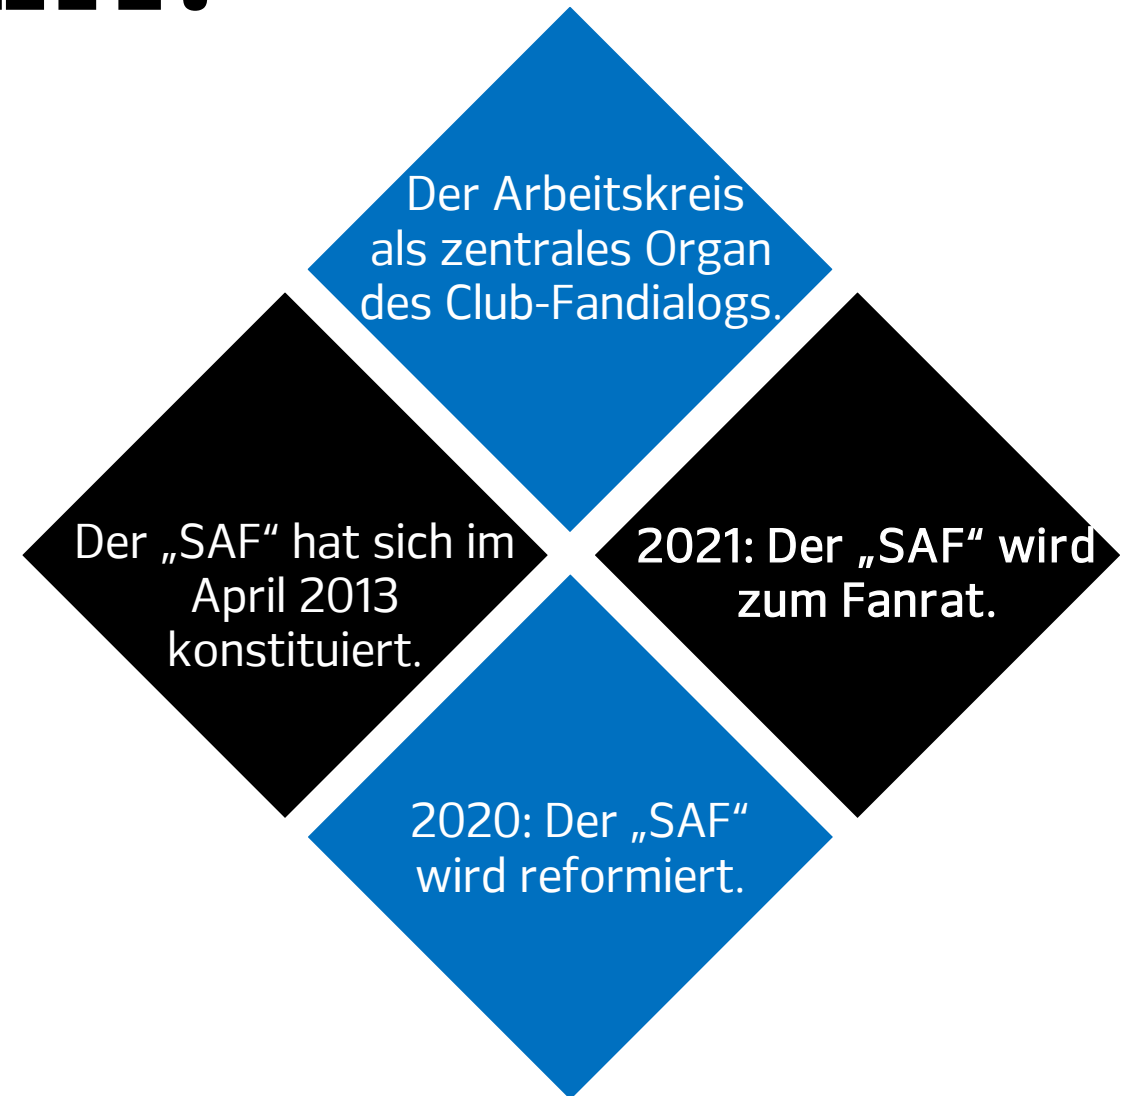 Der Arbeitskreis
als zentrales Organ
des Club-Fandialogs.
Der „SAF“ hat sich im
April 2013
konstituiert.
2021: Der „SAF“ wird
zum Fanrat.
2020: Der „SAF“
wird reformiert.